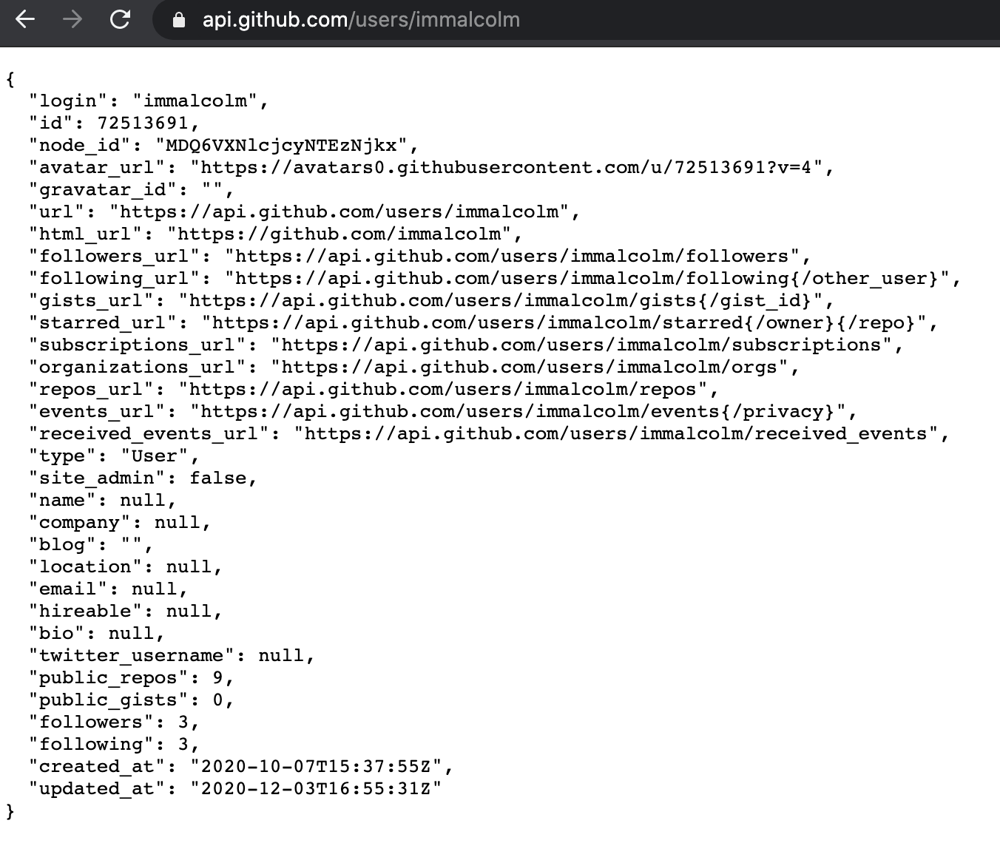 api.github.com/users/immalcolm
{
"login": "immalcolm",
"id": 72513691,
"node_id": "MDQ6VXNlcjcyNTEzNjkx",
"avatar_url": "https://avatars0.githubusercontent.com/u/72513691?v=4",
"gravatar_id": "",
"url": "https://api.github.com/users/immalcolm",
"html_url": "https://github.com/immalcolm",
"followers_url": "https://api.github.com/users/immalcolm/followers",
"following_url": "https://api.github.com/users/immalcolm/following{/other_user}",
"gists_url": "https://api.github.com/users/immalcolm/gists{/gist_id}",
"starred_url": "https://api.github.com/users/immalcolm/starred{/owner}{/repo}",
"subscriptions_url": "https://api.github.com/users/immalcolm/subscriptions",
"organizations_url": "https://api.github.com/users/immalcolm/orgs",
"repos_url": "https://api.github.com/users/immalcolm/repos",
"events_url": "https://api.github.com/users/immalcolm/events{/privacy}",
"received_events_url": "https://api.github.com/users/immalcolm/received_events",
"type": "User",
"site_admin": false,
"name": null,
"company": null,
"blog": "",
"location": null,
"email": null,
"hireable": null,
"bio": null,
"twitter_username": null,
"public_repos": 9,
"public_gists": 0,
"followers": 3,
"following": 3,
"created_at": "2020-10-07T15:37:55Z",
"updated_at": "2020-12-03T16:55:31Z"
}